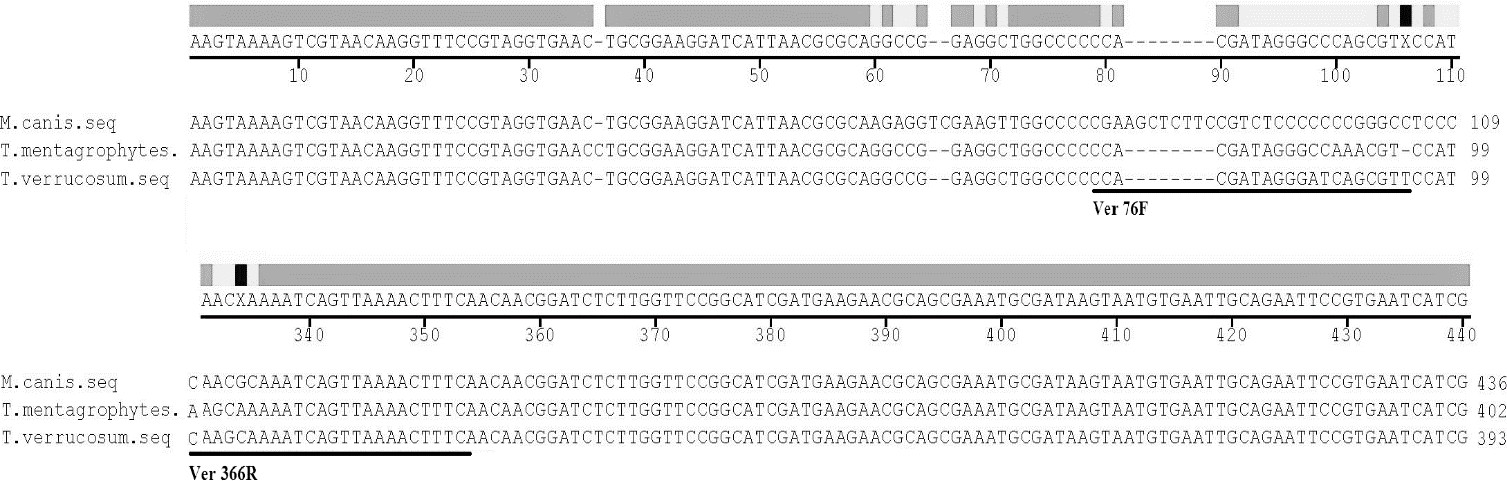 AAGTAAAAGTCGTAACAAGGTTTCCGTAGGTGAAC-TGCGGAAGGATCATTAACGCGCAGGCCG--GAGGCTGGCCCCCCA--------CGATAGGGCCCAGCGTXCCAT
10 20 30 40 50 60 70 80 90 100 110
M.canis.seq AAGTAAAAGTCGTAACAAGGTTTCCGTAGGTGAAC-TGCGGAAGGATCATTAACGCGCAAGAGGTCGAAGTTGGCCCCCGAAGCTCTTCCGTCTCCCCCCCGGGCCTCCC 109
T.mentagrophytes. AAGTAAAAGTCGTAACAAGGTTTCCGTAGGTGAACCTGCGGAAGGATCATTAACGCGCAGGCCG--GAGGCTGGCCCCCCA--------CGATAGGGCCAAACGT-CCAT 99
T.verrucosum.seq AAGTAAAAGTCGTAACAAGGTTTCCGTAGGTGAAC-TGCGGAAGGATCATTAACGCGCAGGCCG--GAGGCTGGCCCCCCA--------CGATAGGGATCAGCGTTCCAT 99
Ver 76F
AACXAAAATCAGTTAAAACTTTCAACAACGGATCTCTTGGTTCCGGCATCGATGAAGAACGCAGCGAAATGCGATAAGTAATGTGAATTGCAGAATTCCGTGAATCATCG
340 350 360 370 380 390 400 410 420 430 440
M.canis.seq CAACGCAAATCAGTTAAAACTTTCAACAACGGATCTCTTGGTTCCGGCATCGATGAAGAACGCAGCGAAATGCGATAAGTAATGTGAATTGCAGAATTCCGTGAATCATCG 436
T.mentagrophytes. AAGCAAAAATCAGTTAAAACTTTCAACAACGGATCTCTTGGTTCCGGCATCGATGAAGAACGCAGCGAAATGCGATAAGTAATGTGAATTGCAGAATTCCGTGAATCATCG 402
T.verrucosum.seq CAAGCAAAATCAGTTAAAACTTTCAACAACGGATCTCTTGGTTCCGGCATCGATGAAGAACGCAGCGAAATGCGATAAGTAATGTGAATTGCAGAATTCCGTGAATCATCG 393
Ver 366R